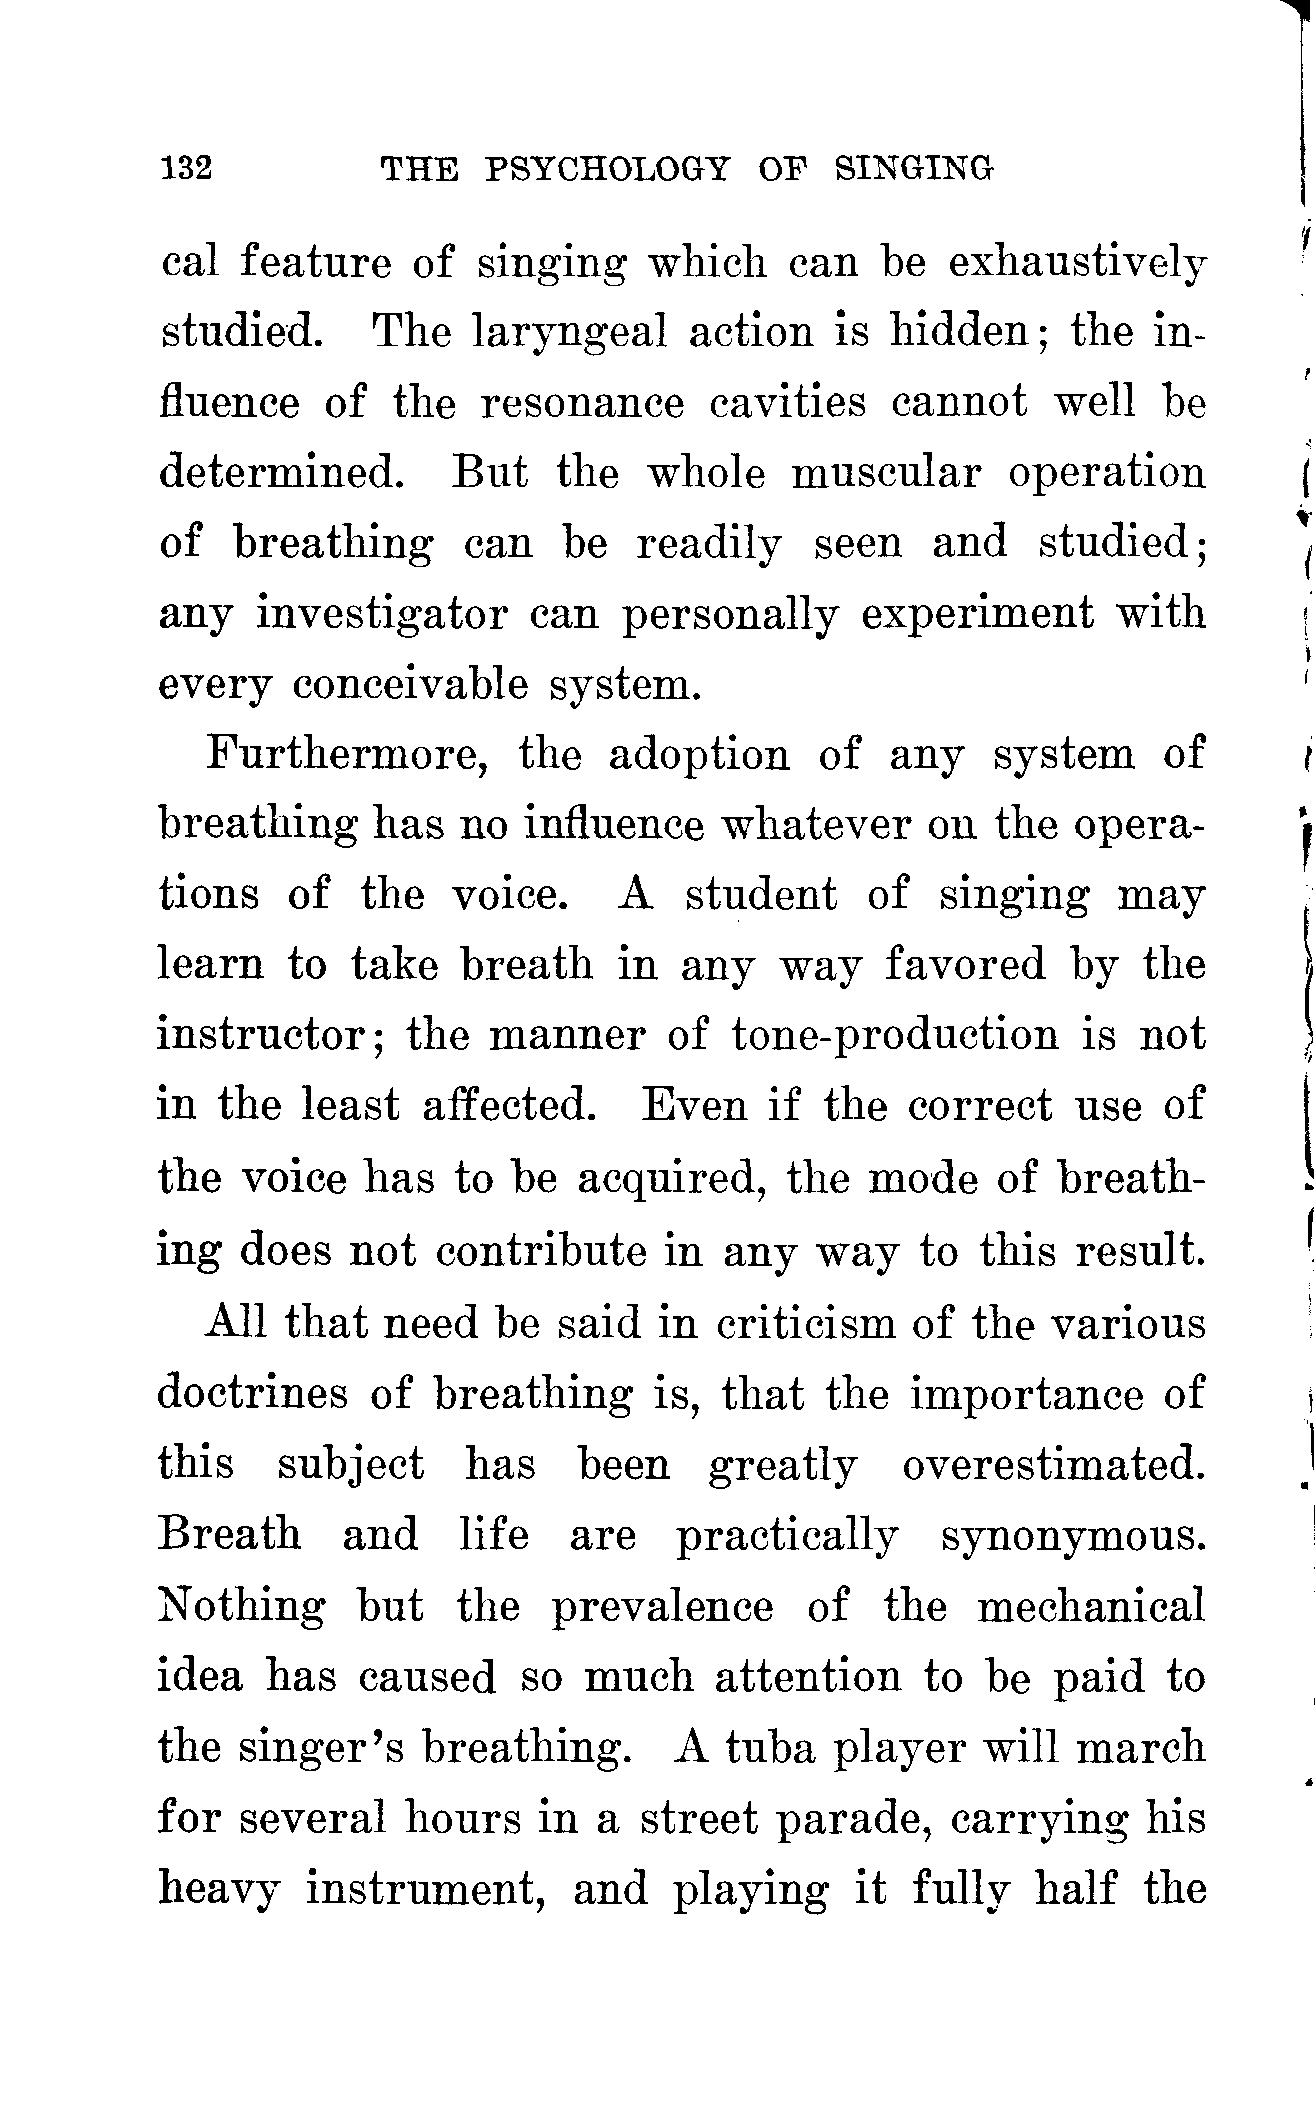 132 THE PSYCHOLOGY OF SINGING
cal feature of singing which can be exhaustively
studied. The laryngeal action is hidden; the in-
fluence of the resonance cavities cannot well be
determined. But the whole muscular operation
of breathing can be readily seen and studied;
any investigator can personally experiment with
every conceivable system.
Furthermore, the adoption of any system of
breathing has no influence whatever on the opera-
tions of the voice. A student of singing may
learn to take breath in any way favored by the
instructor; the manner of tone-production is not
in the least affected. Even if the correct use of
the voice has to be acquired, the mode of breath-
ing does not contribute in any way to this result.
All that need be said in criticism of the various
doctrines of breathing is, that the importance of
this subject has been greatly overestimated.
Breath and life are practically synonymous.
Nothing but the prevalence of the mechanical
idea has caused so much attention to be paid to
the singer's breathing. A tuba player will march
for several hours in a street parade, carrying his
heavy instrument, and playing it fully half the